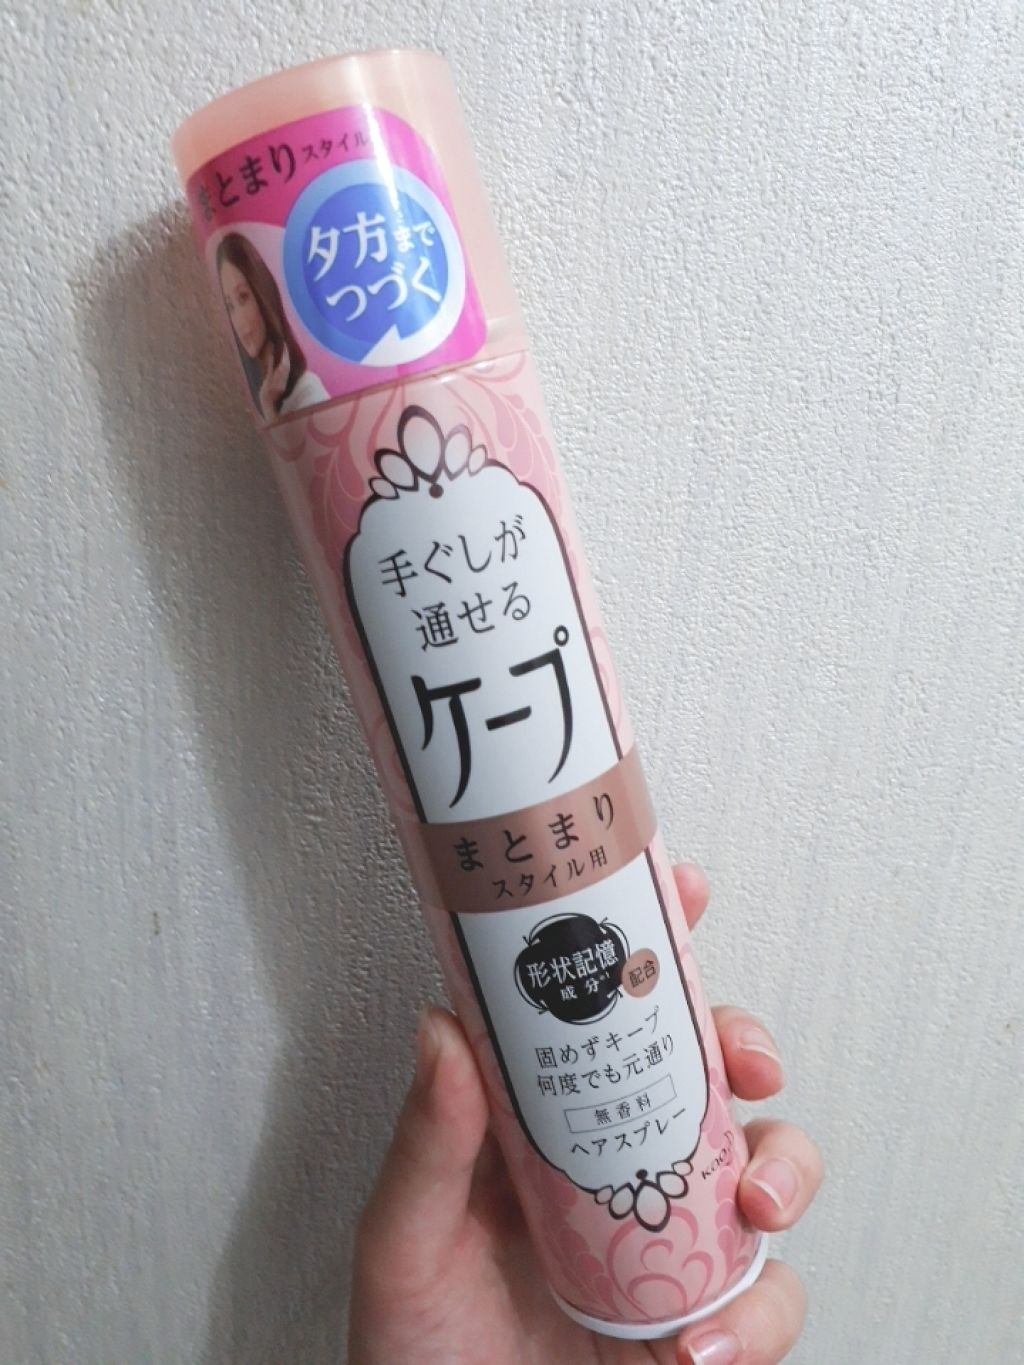 まとまりスタイル
夕方まで
つづく
手ぐしが
通せる
ケープ
まとまり
スタイル用
形状記憶
成分※1
配合
固めずキープ
何度でも元通り
無香料
ヘアスプレー
kao